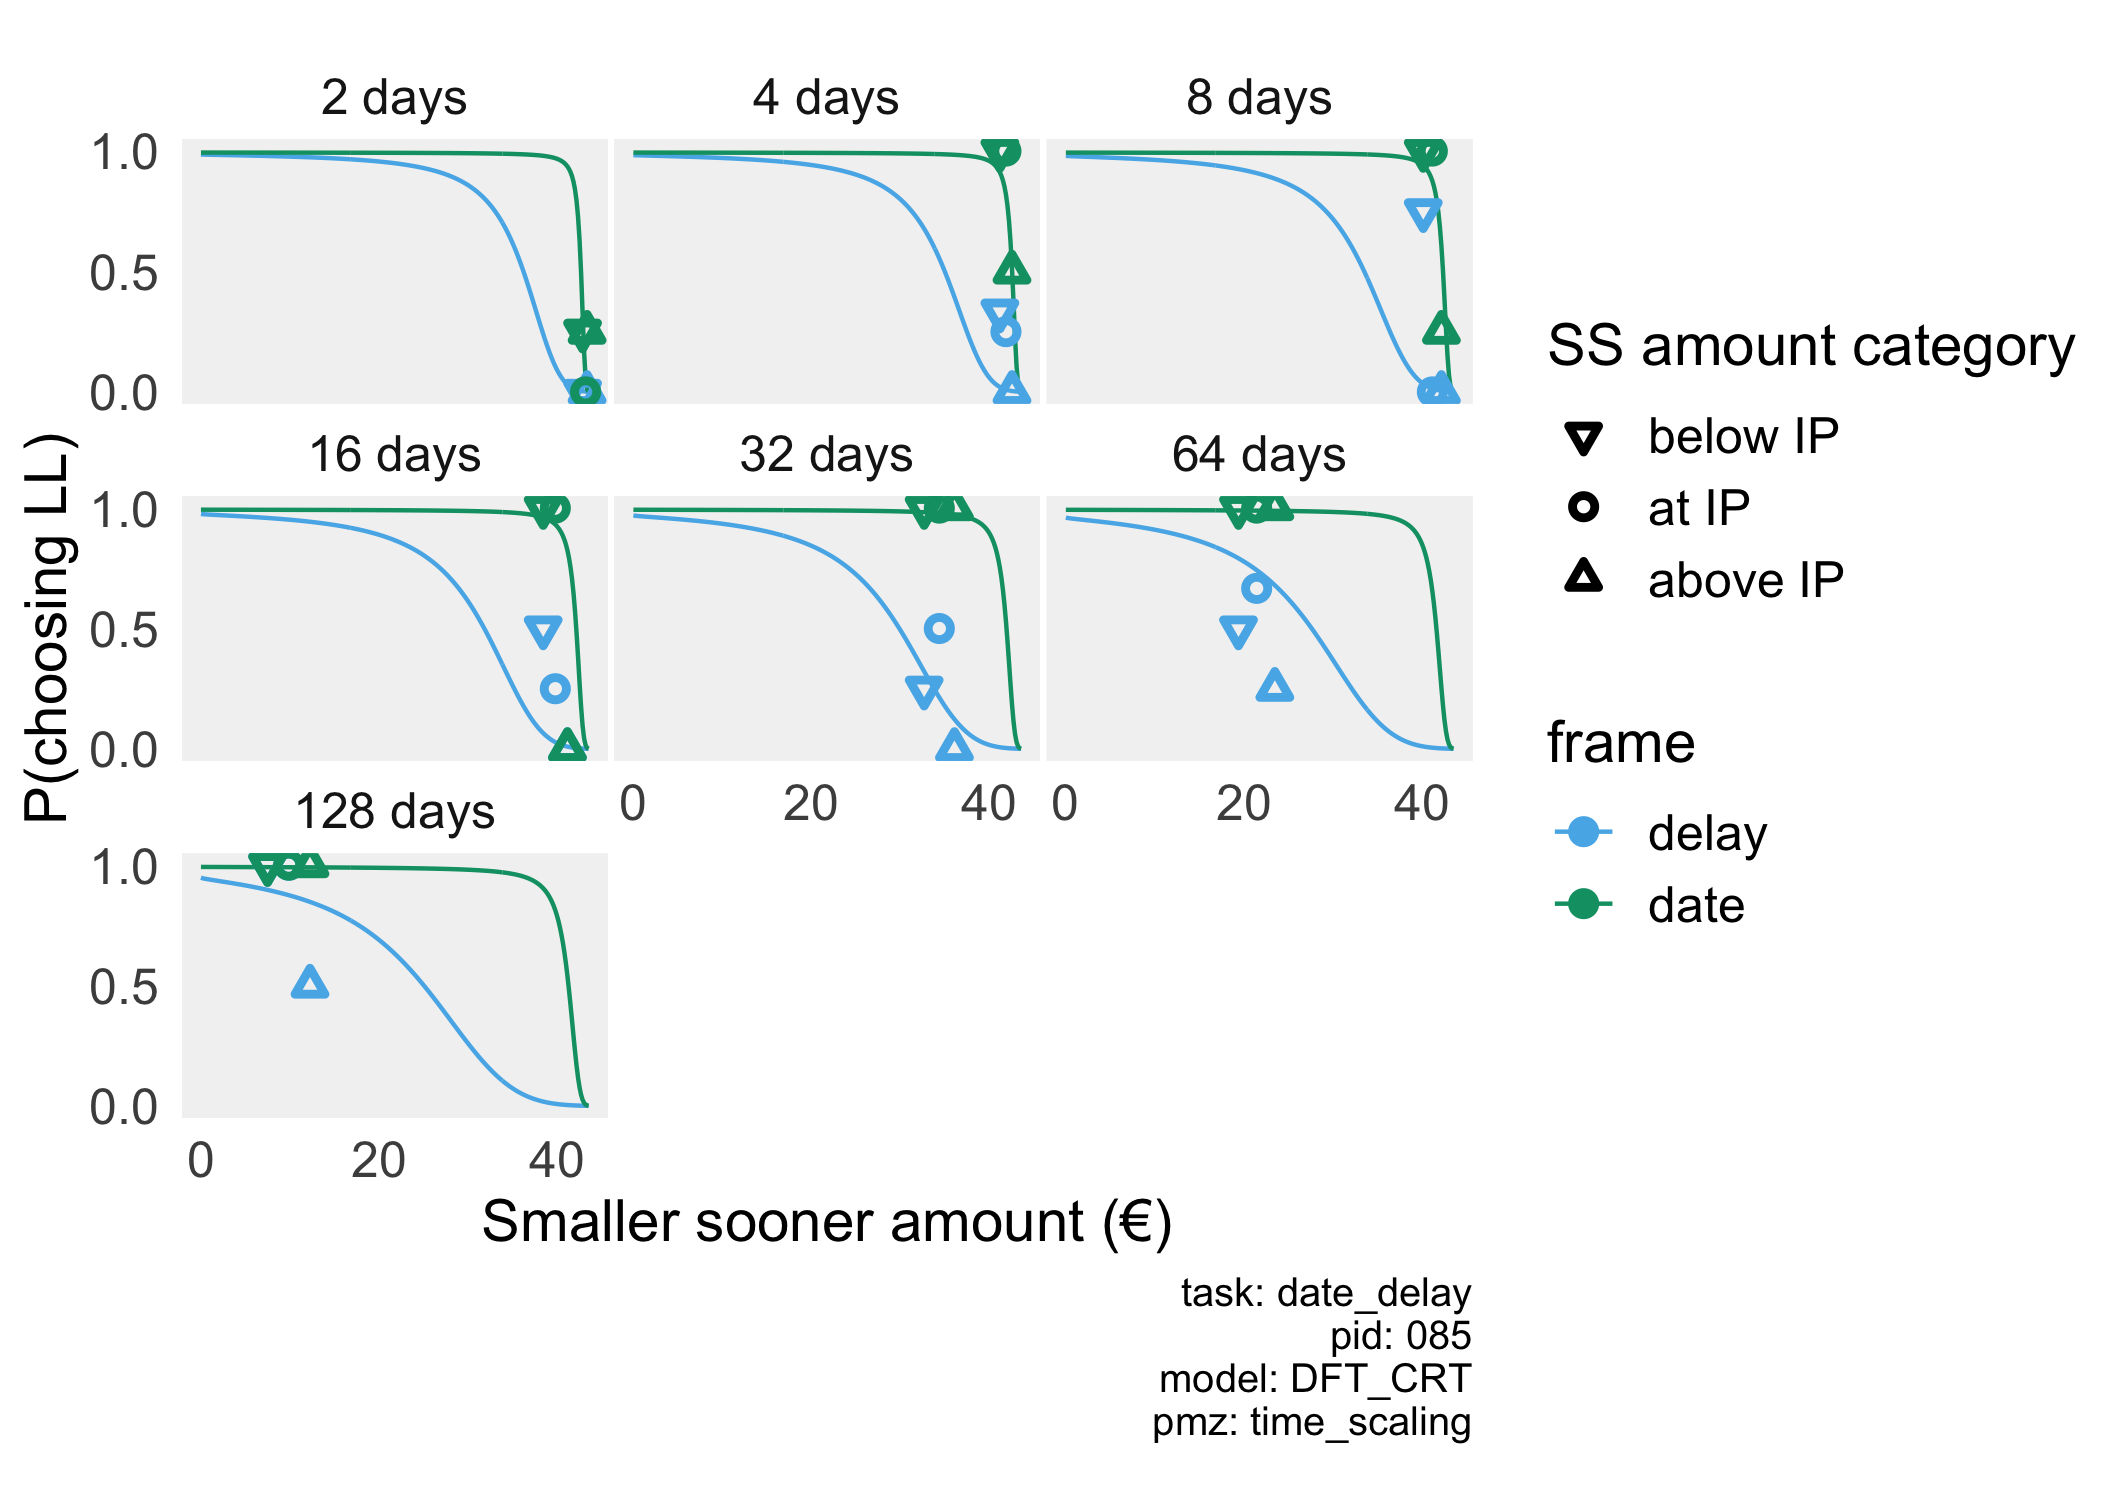 2 days
4 days
8 days
1.0
0.5
0.0
16 days
32 days
64 days
1.0
0.5
0.0
0
20
40
0
20
40
128 days
1.0
0.5
0.0
0
20
40
P(choosing LL)
Smaller sooner amount (€)
SS amount category
below IP
at IP
above IP
frame
delay
date
task: date_delay
pid: 085
model: DFT_CRT
pmz: time_scaling